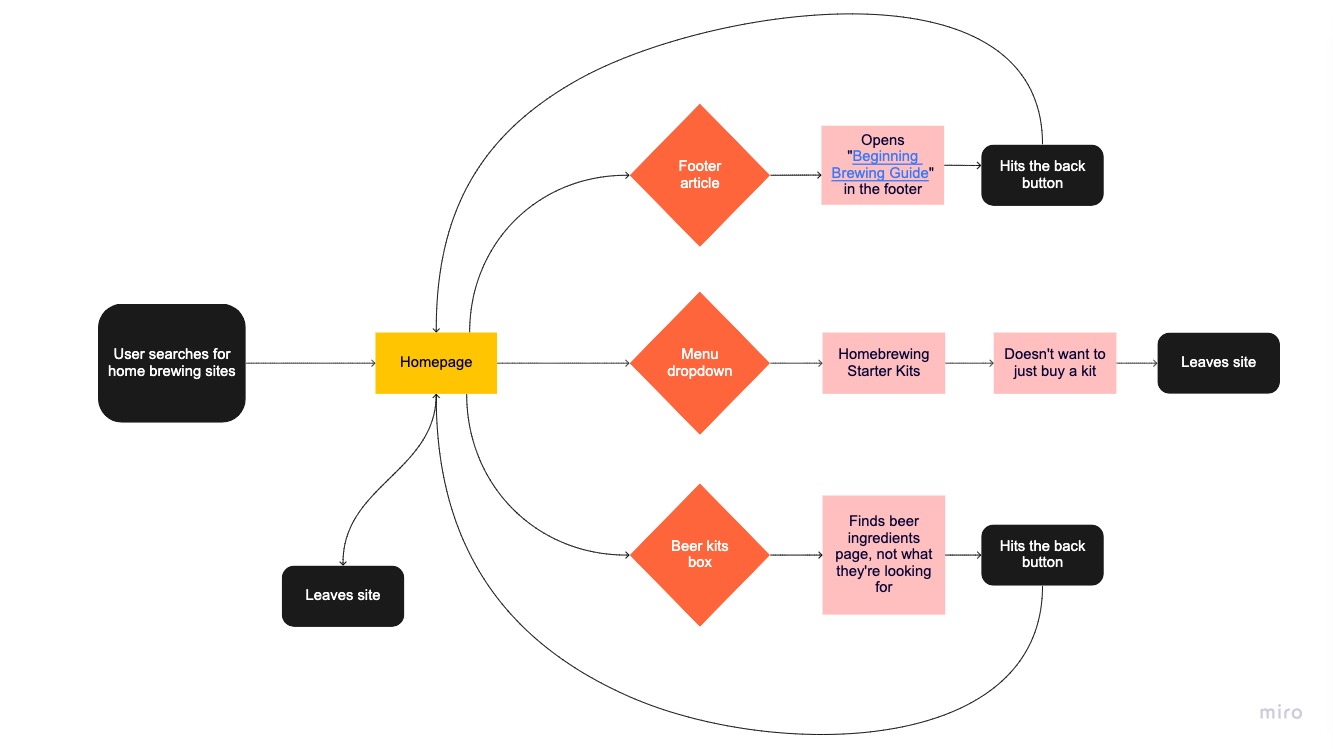 Footer
article
Opens
"Beginning
Brewing Guide"
in the footer
Hits the back
button
User searches for
home brewing sites
Homepage
Menu
dropdown
Homebrewing
Starter Kits
Doesn't want to
just buy a kit
Leaves site
Beer kits
box
Finds beer
ingredients
page, not what
they're looking
for
Hits the back
button
Leaves site
miro